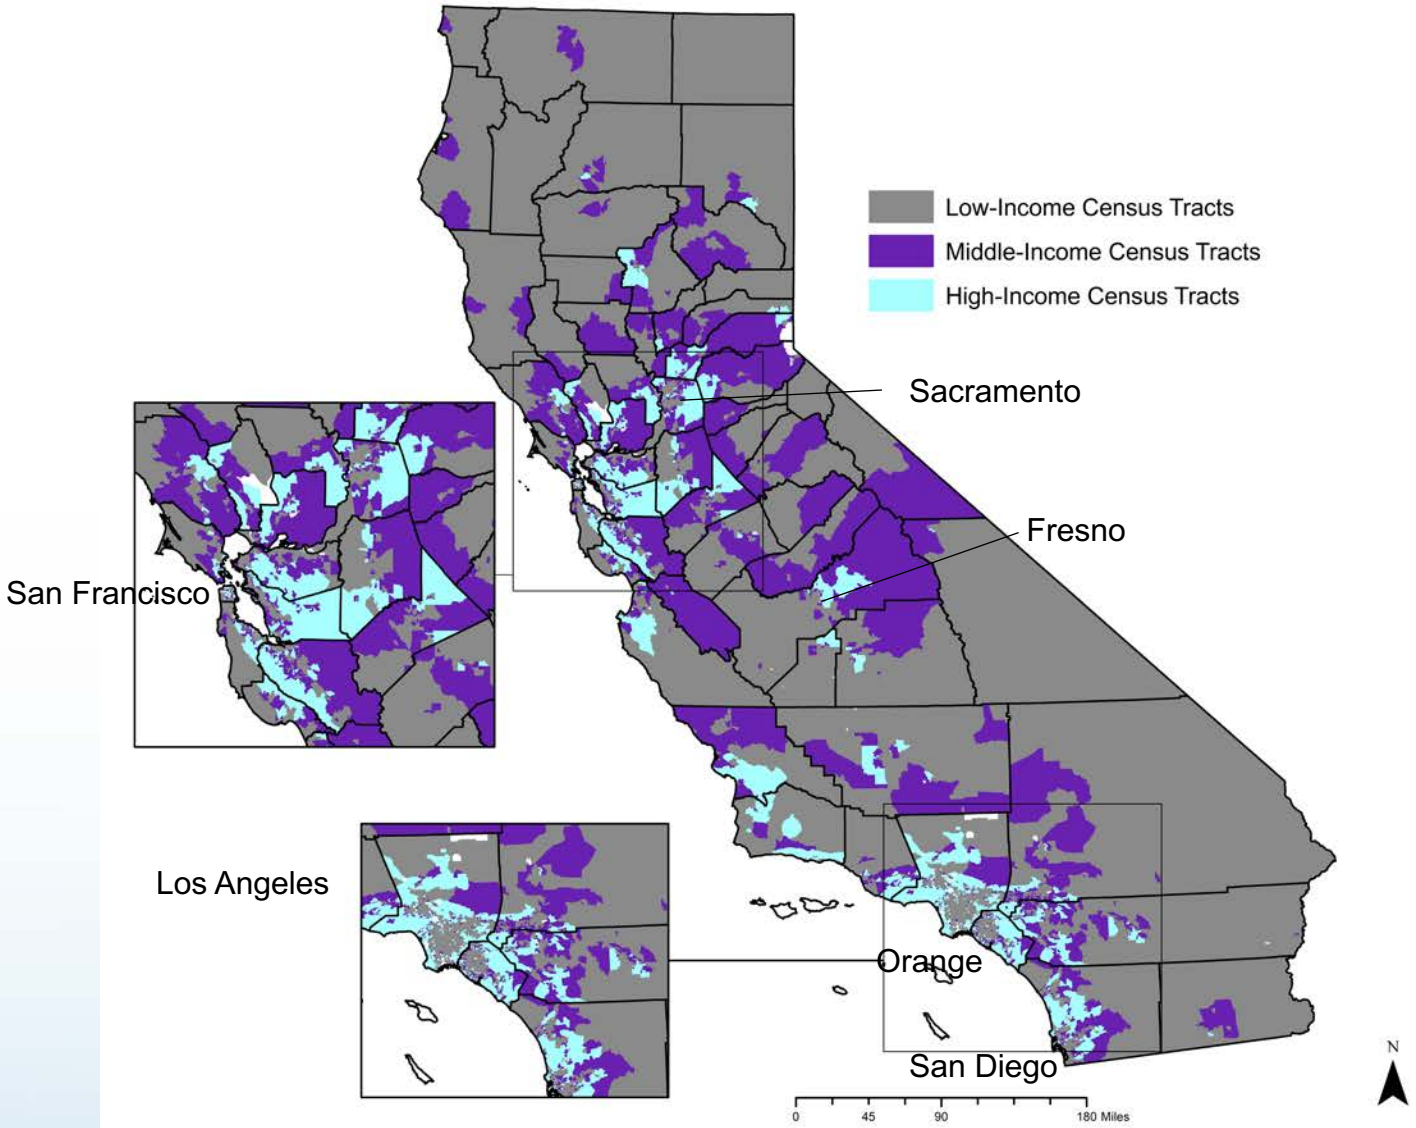 Low-Income Census Tracts
Middle-Income Census Tracts
High-Income Census Tracts
Sacramento
Fresno
San Francisco
Los Angeles
Orange
San Diego
N
0 45 90 180 Miles